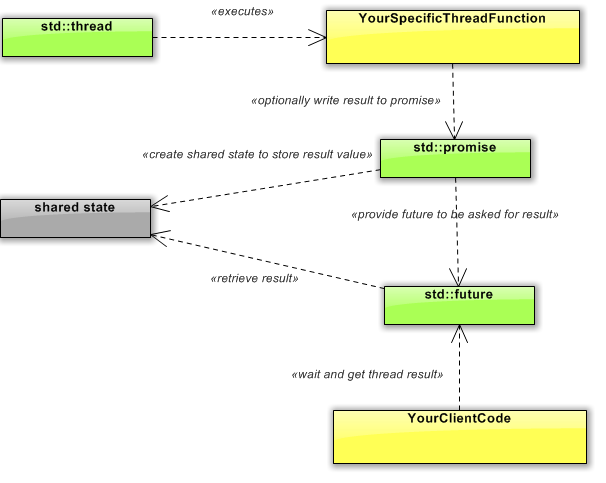 «executes»
std::thread
YourSpecificThreadFunction
«optionally write result to promise»
std::promise
«create shared state to store result value»
shared state
«provide future to be asked for result»
«retrieve result»
std::future
«wait and get thread result»
YourClientCode